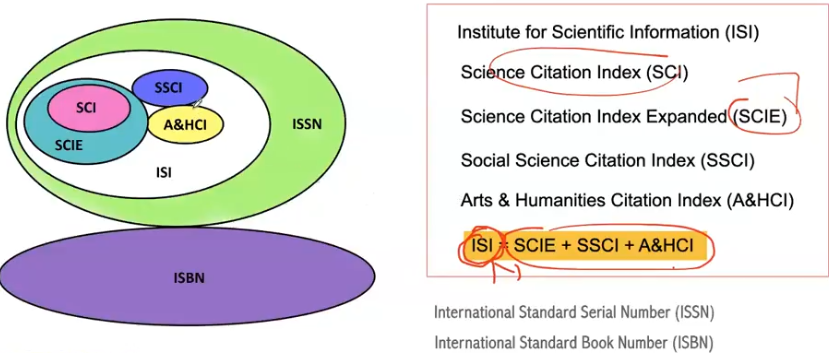 SSCI
SCI
A&HCI
ISSN
SCIE
ISI
ISBN
Institute for Scientific Information (ISI)
Science Citation Index (SCI)
Science Citation Index Expanded (SCIE)
Social Science Citation Index (SSCI)
Arts & Humanities Citation Index (A&HCI)
ISI = SCIE + SSCI + A&HCI
International Standard Serial Number (ISSN)
International Standard Book Number (ISBN)